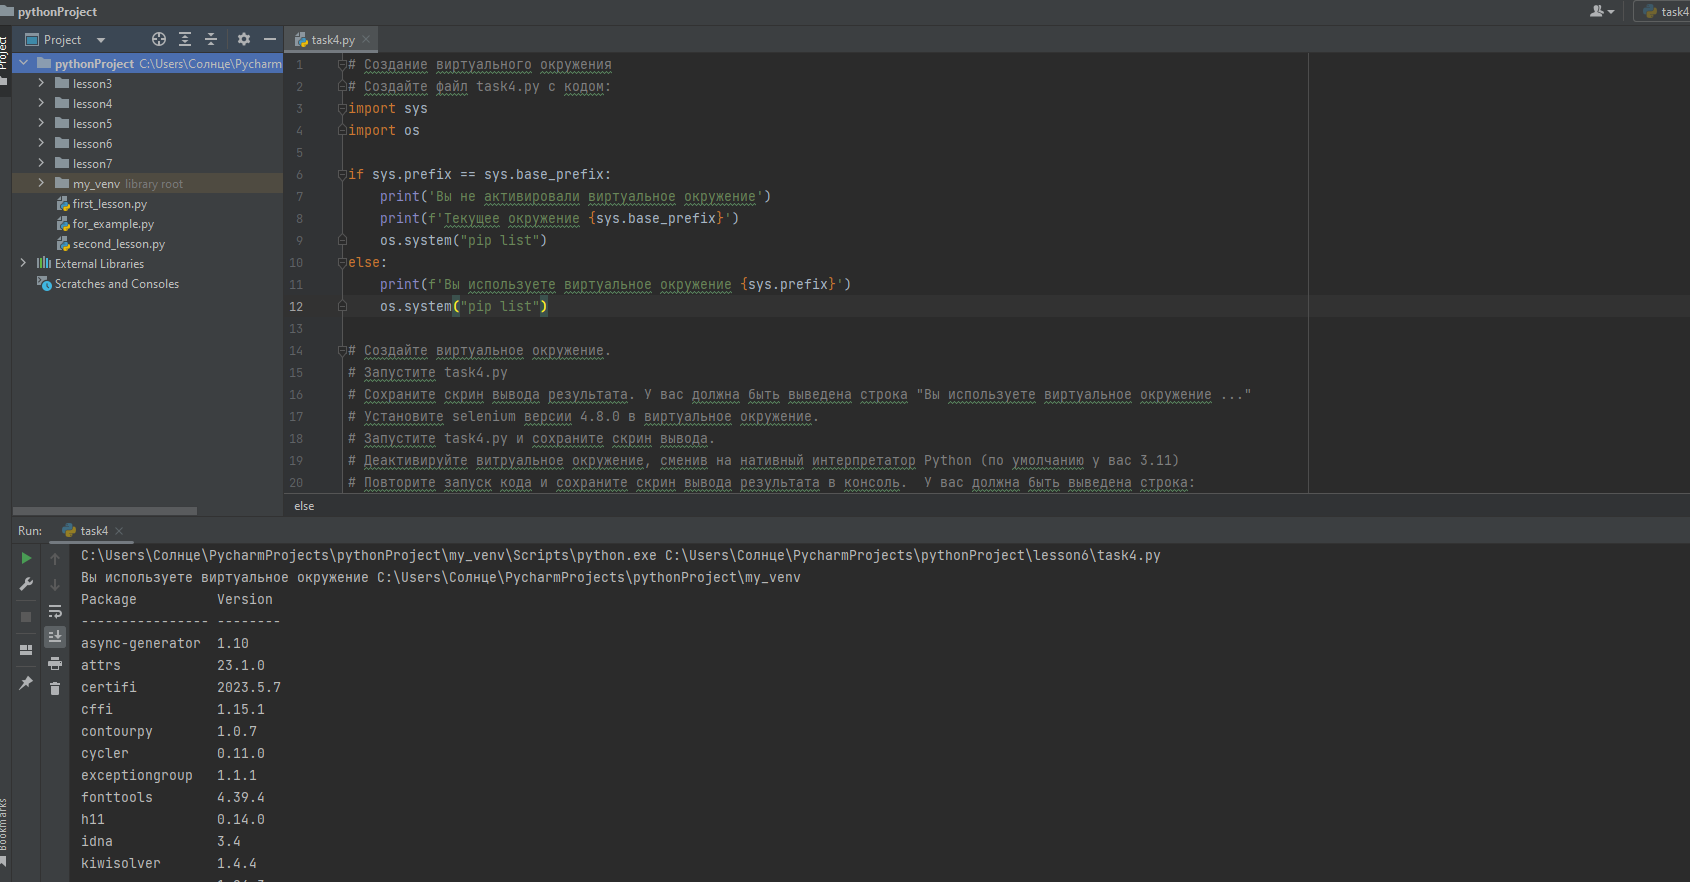 pythonProject
task4
Project
Project
task4.py
pythonProject C:\Users\Солнце\Pycharm
lesson3
lesson4
lesson5
lesson6
lesson7
my_venv library root
first_lesson.py
for_example.py
second_lesson.py
External Libraries
Scratches and Consoles
1 # Создание виртуального окружения
2 # Создайте файл task4.py с кодом:
3 import sys
4 import os
5
6 if sys.prefix == sys.base_prefix:
7 print('Вы не активировали виртуальное окружение')
8 print(f'Текущее окружение {sys.base_prefix}')
9 os.system("pip list")
10 else:
11 print(f'Вы используете виртуальное окружение {sys.prefix}')
12 os.system("pip list")
13
14 # Создайте виртуальное окружение.
15 # Запустите task4.py
16 # Сохраните скрин вывода результата. У вас должна быть выведена строка "Вы используете виртуальное окружение ..."
17 # Установите selenium версии 4.8.0 в виртуальное окружение.
18 # Запустите task4.py и сохраните скрин вывода.
19 # Деактивируйте витруальное окружение, сменив на нативный интерпретатор Python (по умолчанию у вас 3.11)
20 # Повторите запуск кода и сохраните скрин вывода результата в консоль. У вас должна быть выведена строка:
else
Run: task4
C:\Users\Солнце\PycharmProjects\pythonProject\my_venv\Scripts\python.exe C:\Users\Солнце\PycharmProjects\pythonProject\lesson6\task4.py
Вы используете виртуальное окружение C:\Users\Солнце\PycharmProjects\pythonProject\my_venv
Package Version
---------------- --------
async-generator 1.10
attrs 23.1.0
certifi 2023.5.7
cffi 1.15.1
contourpy 1.0.7
cycler 0.11.0
exceptiongroup 1.1.1
fonttools 4.39.4
h11 0.14.0
idna 3.4
kiwisolver 1.4.4
Bookmarks